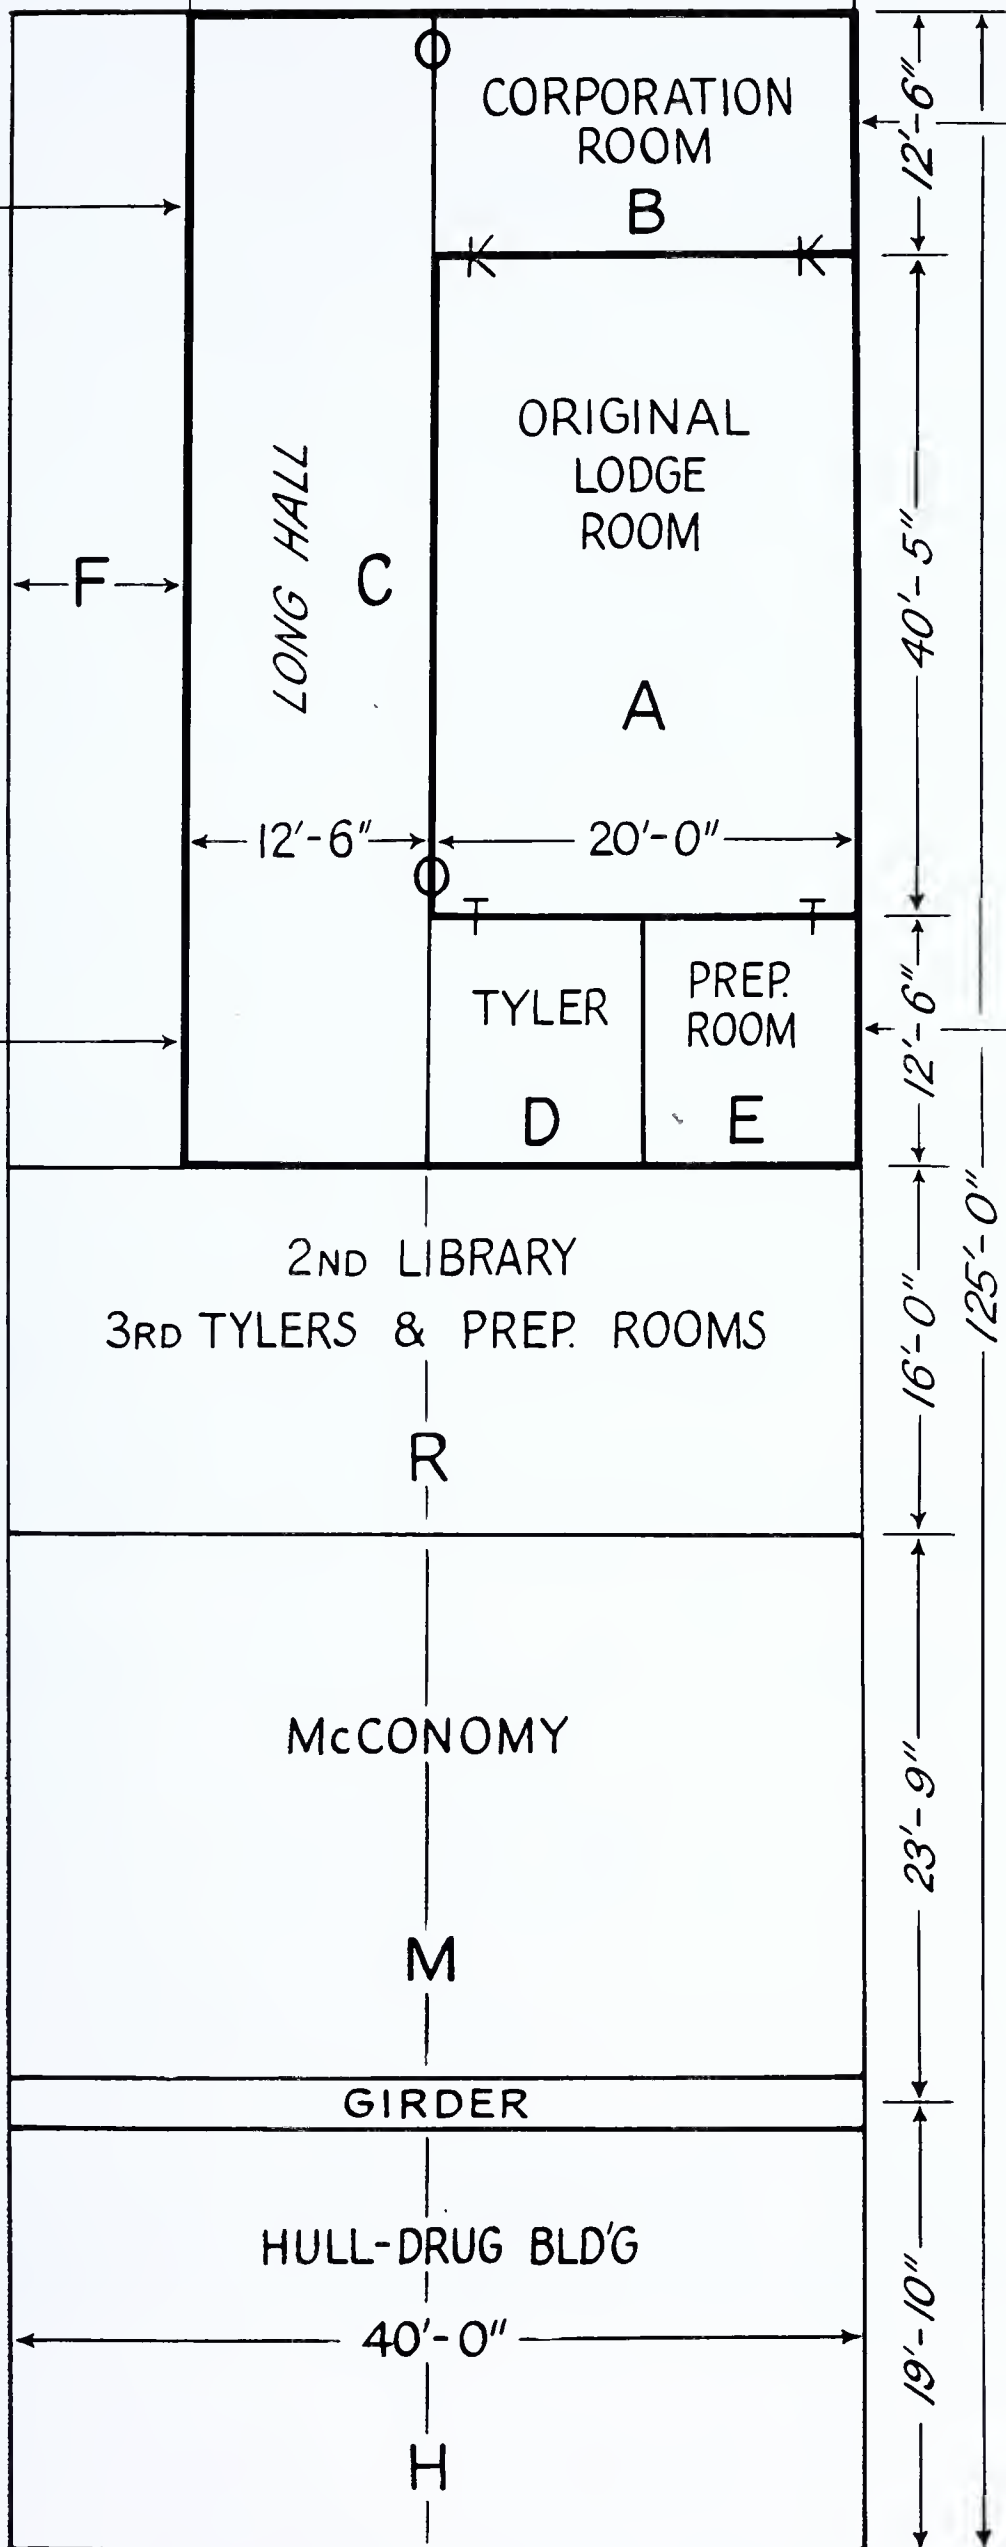 CORPORATION
ROOM
B
12'-6"
K K
ORIGINAL
LODGE
ROOM
LONG HALL
C
F
A
40'-5"
12'-6"
20'-0"
T T
TYLER
D
PREP.
ROOM
E
12'-6"
2ND LIBRARY
3RD TYLERS & PREP. ROOMS
R
16'-0"
125'-0"
McCONOMY
M
23'-9"
GIRDER
HULL-DRUG BLD'G
40'-0"
H
19'-10"